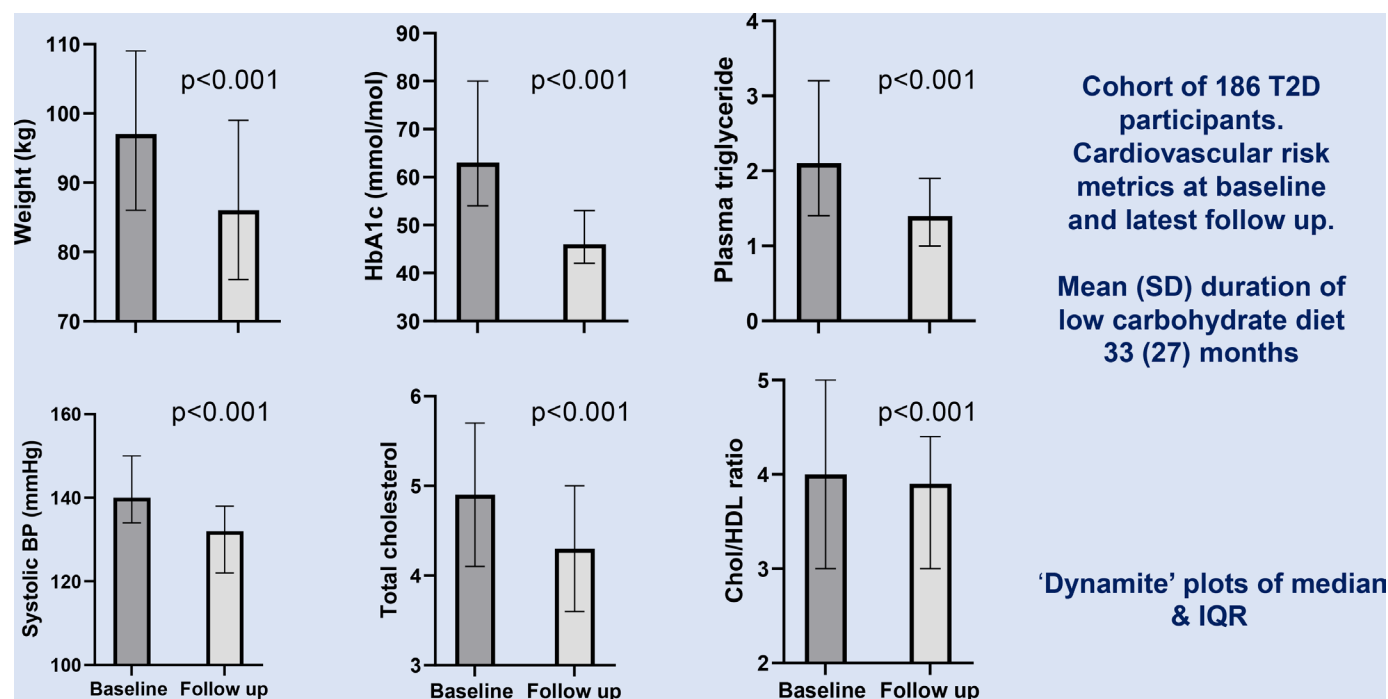 110
100
90
80
70
Weight (kg)
p<0.001
90
80
70
60
50
40
30
HbA1c (mmol/mol)
p<0.001
4
3
2
1
0
Plasma triglyceride
p<0.001
Cohort of 186 T2D
participants.
Cardiovascular risk
metrics at baseline
and latest follow up.
Mean (SD) duration of
low carbohydrate diet
33 (27) months
160
140
120
100
Systolic BP (mmHg)
p<0.001
Baseline Follow up
6
5
4
3
Total cholesterol
p<0.001
Baseline Follow up
5
4
3
2
Chol/HDL ratio
p<0.001
Baseline Follow up
‘Dynamite’ plots of median
& IQR